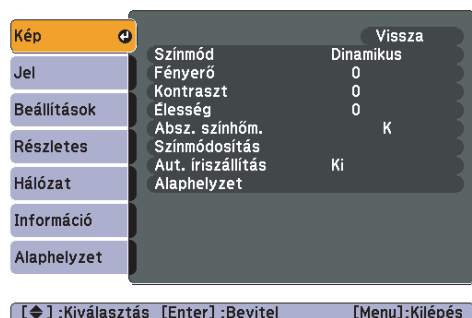 Kép
Jel
Beállítások
Részletes
Hálózat
Információ
Alaphelyzet
Vissza
Színmód Dinamikus
Fényerő 0
Kontraszt 0
Élesség 0
Absz. színhőm. K
Színmódosítás
Aut. íriszállítás Ki
Alaphelyzet
[◆] :Kiválasztás [Enter] :Bevitel [Menu]:Kilépés